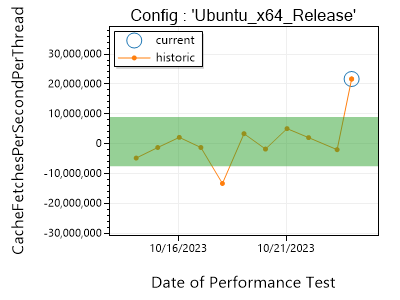 Config : 'Ubuntu_x64_Release'
current
historic
CacheFetchesPerSecondPerThread
30,000,000
20,000,000
10,000,000
0
-10,000,000
-20,000,000
-30,000,000
10/16/2023
10/21/2023
Date of Performance Test